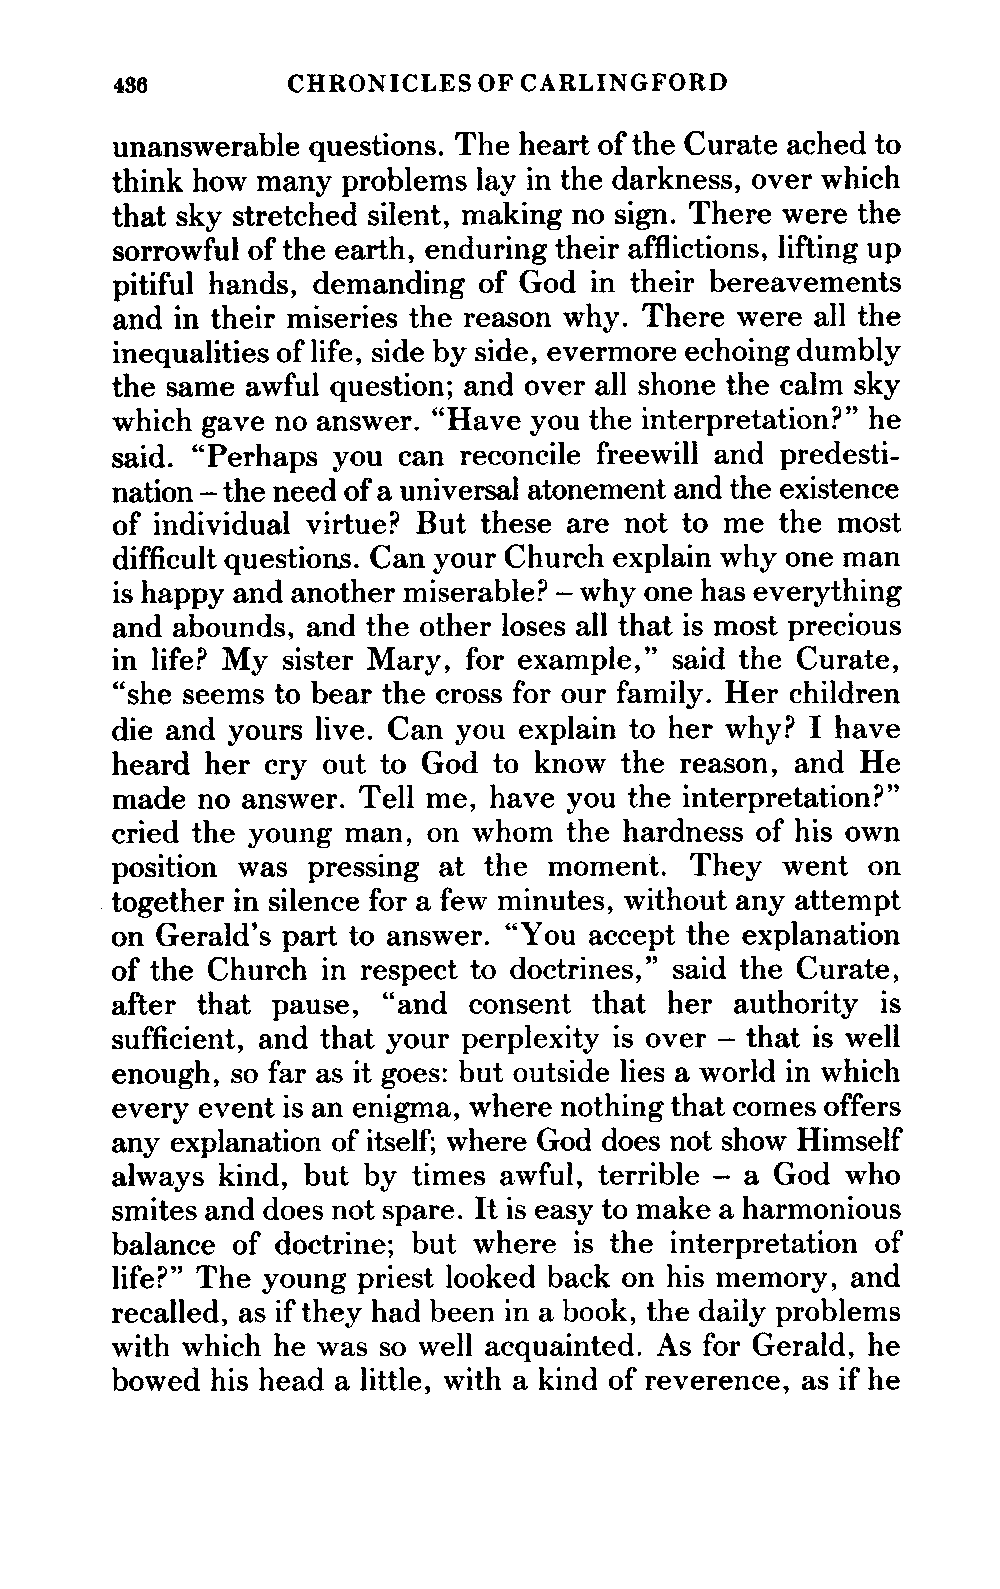 436 CHRONICLES OF CARLINGFORD
unanswerable questions. The heart of the Curate ached to
think how many problems lay in the darkness, over which
that sky stretched silent, making no sign. There were the
sorrowful of the earth, enduring their afflictions, lifting up
pitiful hands, demanding of God in their bereavements
and in their miseries the reason why. There were all the
inequalities of life, side by side, evermore echoing dumbly
the same awful question; and over all shone the calm sky
which gave no answer. “Have you the interpretation?” he
said. “Perhaps you can reconcile freewill and predesti-
nation – the need of a universal atonement and the existence
of individual virtue? But these are not to me the most
difficult questions. Can your Church explain why one man
is happy and another miserable? – why one has everything
and abounds, and the other loses all that is most precious
in life? My sister Mary, for example,” said the Curate,
“she seems to bear the cross for our family. Her children
die and yours live. Can you explain to her why? I have
heard her cry out to God to know the reason, and He
made no answer. Tell me, have you the interpretation?”
cried the young man, on whom the hardness of his own
position was pressing at the moment. They went on
together in silence for a few minutes, without any attempt
on Gerald’s part to answer. “You accept the explanation
of the Church in respect to doctrines,” said the Curate,
after that pause, “and consent that her authority is
sufficient, and that your perplexity is over – that is well
enough, so far as it goes: but outside lies a world in which
every event is an enigma, where nothing that comes offers
any explanation of itself; where God does not show Himself
always kind, but by times awful, terrible – a God who
smites and does not spare. It is easy to make a harmonious
balance of doctrine; but where is the interpretation of
life?” The young priest looked back on his memory, and
recalled, as if they had been in a book, the daily problems
with which he was so well acquainted. As for Gerald, he
bowed his head a little, with a kind of reverence, as if he